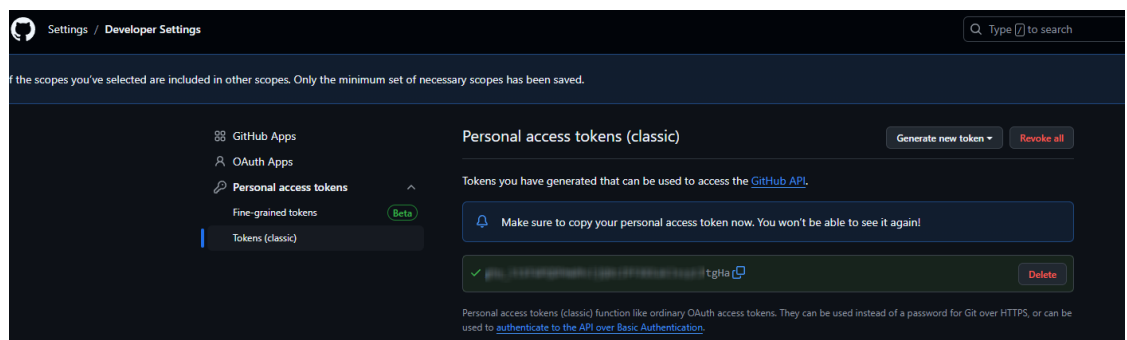 Settings / Developer Settings
Type / to search
f the scopes you've selected are included in other scopes. Only the minimum set of necessary scopes has been saved.
GitHub Apps
OAuth Apps
Personal access tokens
Fine-grained tokens Beta
Tokens (classic)
Personal access tokens (classic)
Generate new token
Revoke all
Tokens you have generated that can be used to access the GitHub API.
Make sure to copy your personal access token now. You won't be able to see it again!
tgHa
Delete
Personal access tokens (classic) function like ordinary OAuth access tokens. They can be used instead of a password for Git over HTTPS, or can be
used to authenticate to the API over Basic Authentication.